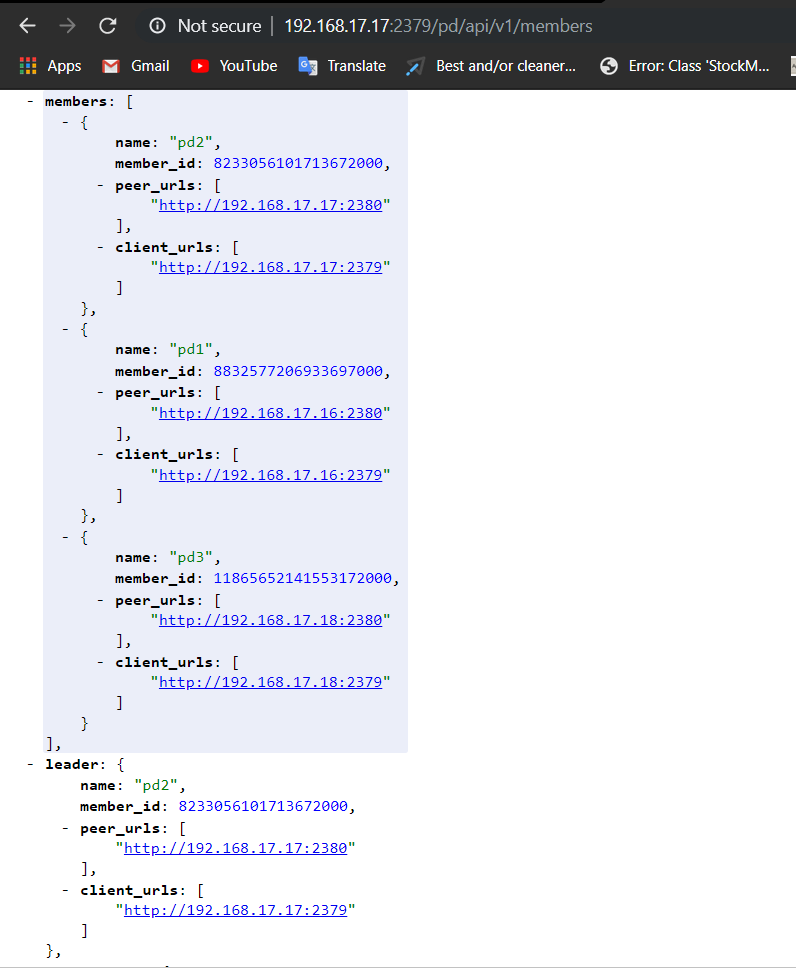 Not secure | 192.168.17.17:2379/pd/api/v1/members
Apps Gmail YouTube Translate Best and/or cleaner... Error: Class 'StockM...
- members: [
- {
name: "pd2",
member_id: 8233056101713672000,
- peer_urls: [
"http://192.168.17.17:2380"
],
- client_urls: [
"http://192.168.17.17:2379"
]
},
- {
name: "pd1",
member_id: 8832577206933697000,
- peer_urls: [
"http://192.168.17.16:2380"
],
- client_urls: [
"http://192.168.17.16:2379"
]
},
- {
name: "pd3",
member_id: 11865652141553172000,
- peer_urls: [
"http://192.168.17.18:2380"
],
- client_urls: [
"http://192.168.17.18:2379"
]
}
],
- leader: {
name: "pd2",
member_id: 8233056101713672000,
- peer_urls: [
"http://192.168.17.17:2380"
],
- client_urls: [
"http://192.168.17.17:2379"
]
},